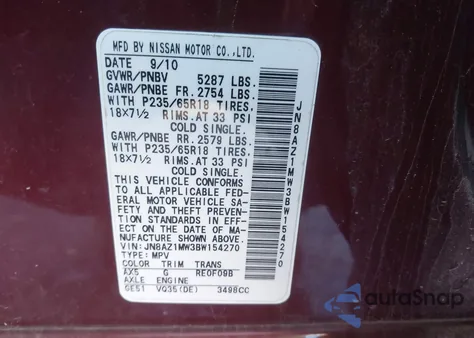 MFD BY NISSAN MOTOR CO.,LTD.
DATE 9/10
GVWR/PNBV 5287 LBS.
GAWR/PNBE FR. 2754 LBS.
WITH P235/65R18 TIRES.
18X7½ RIMS.AT 33 PSI
COLD SINGLE.
GAWR/PNBE RR. 2579 LBS.
WITH P235/65R18 TIRES.
18X7½ RIMS.AT 33 PSI
COLD SINGLE.
THIS VEHICLE CONFORMS
TO ALL APPLICABLE FED-
ERAL MOTOR VEHICLE
SAFETY AND THEFT PREVEN-
TION STANDARDS IN EFF-
ECT ON THE DATE OF MA-
NUFACTURE SHOWN ABOVE.
VIN: JN8AZ1MW3BW154270
TYPE: MPV
COLOR TRIM TRANS
AX5 G RE0F09B
AXLE ENGINE
GE51 VQ35(DE) 3498CC
JN8AZ1MW3BW154270
autoSnap